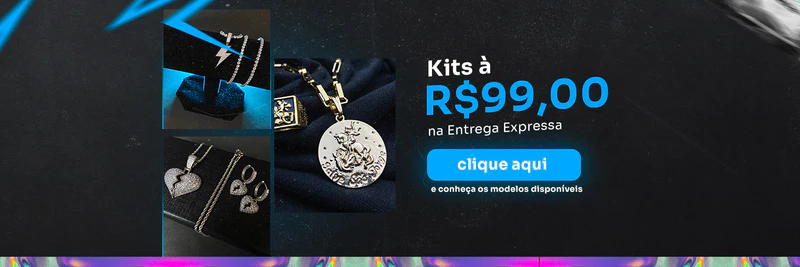 Kits à
R$99,00
na Entrega Expressa
clique aqui
e conheça os modelos disponíveis